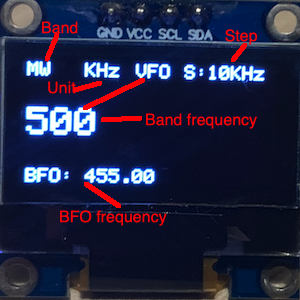 Band
GND VCC SCL SDA
Step
MW KHz VFO S:10KHz
Unit
500
Band frequency
BFO: 455.00
BFO frequency